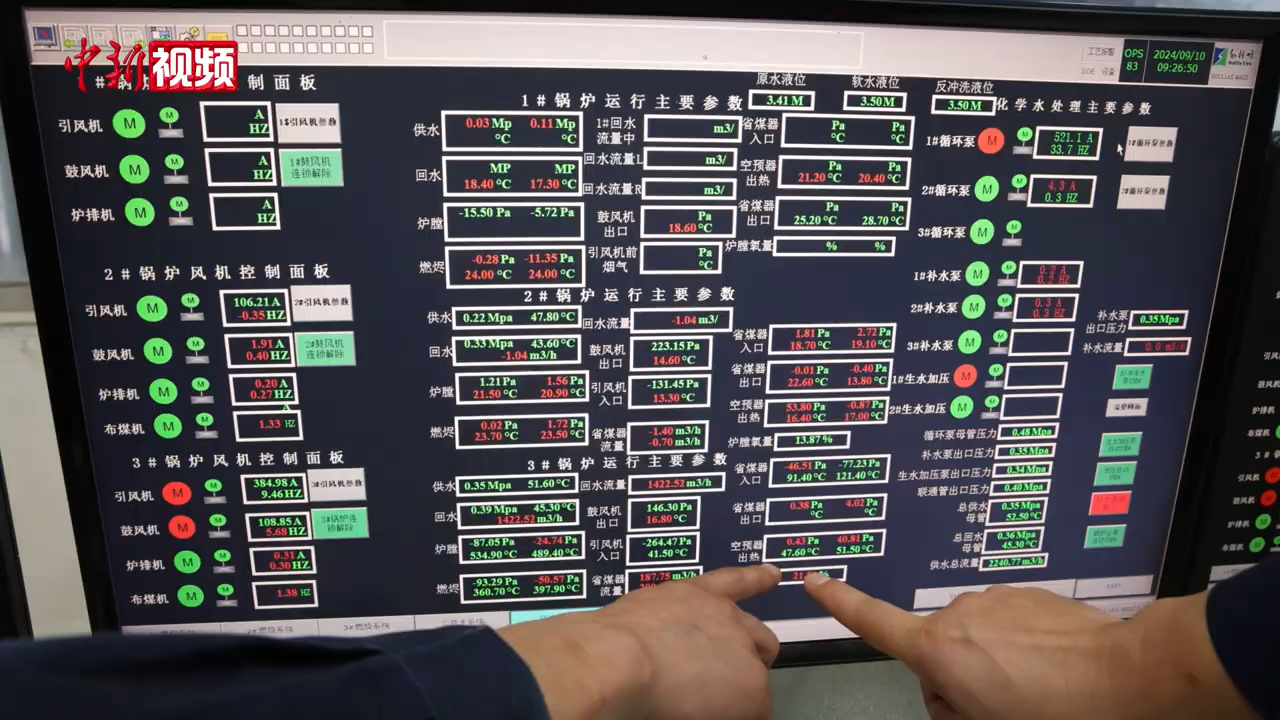 中新视频
工艺报警
SOE 设备
OPS
83
2024/09/10
09:26:50
原水液位
3.41 M
软水液位
3.50M
反冲洗液位
3.50 M
化学水处理主要参数
引风机
M
A
HZ
1#引风机参数
鼓风机
M
A
HZ
1#鼓风机
连锁解除
炉排机
M
A
HZ
1#锅炉运行主要参数
供水
0.03 Mp 0.11 Mp
°C °C
回水
MP MP
18.40 °C 17.30 °C
炉膛
-15.50 Pa -5.72 Pa
燃烬
-0.28 Pa -11.35 Pa
24.00 °C 24.00 °C
1#回水
流量中
m3/
回水流量L
m3/
回水流量R
m3/
鼓风机
出口
Pa
18.60 °C
引风机前
烟气
Pa
°C
省煤器
入口
Pa Pa
°C °C
空预器
出热
Pa Pa
21.20 °C 20.40 °C
省煤器
出口
Pa Pa
25.20 °C 28.70 °C
炉膛氧量
% %
2#锅炉风机控制面板
引风机
M
106.21 A
-0.35 HZ
2#引风机参数
鼓风机
M
1.91 A
0.40 HZ
2#鼓风机
连锁解除
炉排机
M
0.20 A
0.27 HZ
布煤机
M
A
1.33 HZ
2#锅炉运行主要参数
供水
0.22 Mpa 47.80 °C
回水流量
-1.04 m3/
回水
0.33 Mpa 43.60 °C
-1.04 m3/h
鼓风机
出口
223.15 Pa
14.60 °C
炉膛
1.21 Pa 1.56 Pa
21.50 °C 20.90 °C
引风机
入口
-131.45 Pa
13.30 °C
燃烬
0.02 Pa 1.72 Pa
23.70 °C 23.50 °C
省煤器
流量
-1.40 m3/h
-0.70 m3/h
省煤器
入口
1.81 Pa 2.72 Pa
18.70 °C 19.10 °C
省煤器
出口
-0.01 Pa -0.40 Pa
22.60 °C 13.80 °C
空预器
出热
53.80 Pa -0.87 Pa
16.40 °C 17.00 °C
炉膛氧量
13.87 %
3#锅炉风机控制面板
引风机
M
384.98 A
9.46 HZ
3#引风机参数
鼓风机
M
108.85 A
5.68 HZ
3#锅炉连
锁解除
炉排机
M
0.31 A
0.30 HZ
布煤机
M
1.38 HZ
3#锅炉运行主要参数
供水
0.35 Mpa 51.60 °C
回水流量
1422.52 m3/h
回水
0.39 Mpa 45.30 °C
1422.52 m3/h
鼓风机
出口
146.30 Pa
16.80 °C
炉膛
-87.05 Pa -24.74 Pa
534.90 °C 489.40 °C
引风机
入口
-264.47 Pa
41.50 °C
燃烬
-93.29 Pa -50.57 Pa
360.70 °C 397.90 °C
省煤器
流量
187.75 m3/h
省煤器
入口
-46.51 Pa -77.23 Pa
91.40 °C 121.40 °C
省煤器
出口
0.38 Pa 4.02 Pa
°C °C
空预器
出热
0.43 Pa 40.81 Pa
47.60 °C 51.50 °C
1#循环泵
M
521.1 A
33.7 HZ
1#循环泵参数
2#循环泵
M
4.3 A
0.3 HZ
2#循环泵参数
3#循环泵
M
1#补水泵
M
0.2 A
0.2 HZ
2#补水泵
M
0.3 A
0.3 HZ
3#补水泵
M
补水泵
出口压力
0.35 Mpa
补水流量
0.0 m3/h
1#生水加压
M
2#生水加压
M
循环泵母管压力
0.48 Mpa
补水泵出口压力
0.35 Mpa
生水加压泵出口压力
0.34 Mpa
联通管出口压力
0.40 Mpa
总供水
母管
0.35 Mpa
52.50 °C
总回水
母管
0.36 Mpa
45.30 °C
供水总流量
2240.77 m3/h